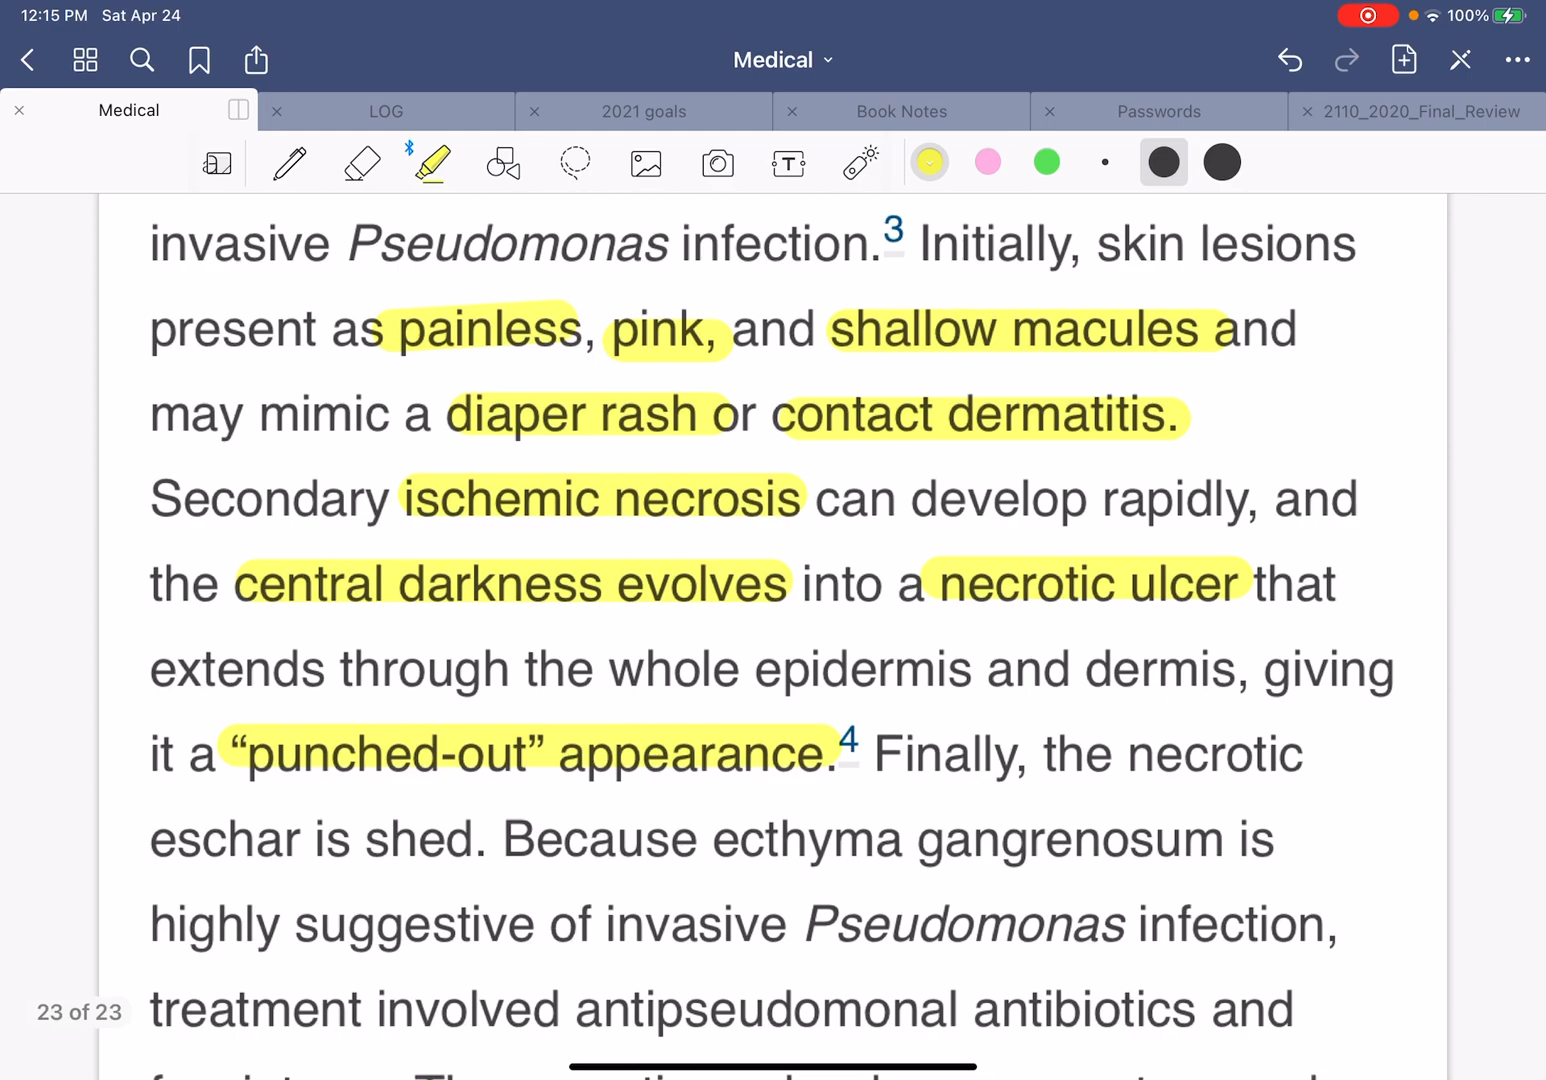 12:15 PM Sat Apr 24
100%
Medical
Medical
LOG
2021 goals
Book Notes
Passwords
2110_2020_Final_Review
invasive Pseudomonas infection.3 Initially, skin lesions
present as painless, pink, and shallow macules and
may mimic a diaper rash or contact dermatitis.
Secondary ischemic necrosis can develop rapidly, and
the central darkness evolves into a necrotic ulcer that
extends through the whole epidermis and dermis, giving
it a “punched-out” appearance.4 Finally, the necrotic
eschar is shed. Because ecthyma gangrenosum is
highly suggestive of invasive Pseudomonas infection,
23 of 23
treatment involved antipseudomonal antibiotics and